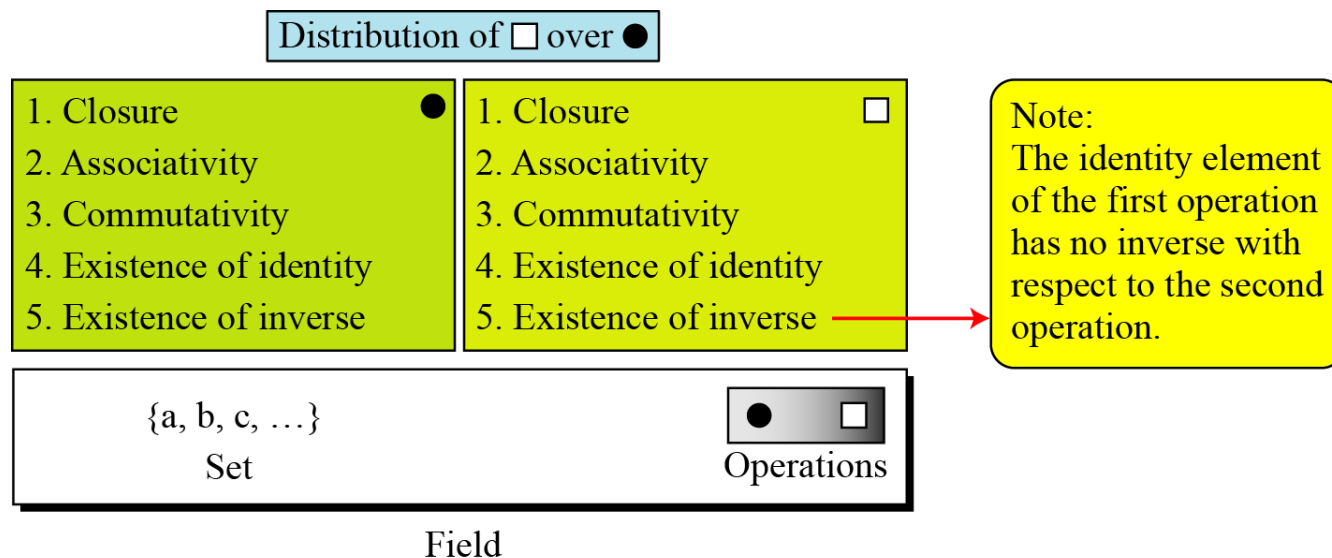 Distribution of □ over ●
1. Closure
2. Associativity
3. Commutativity
4. Existence of identity
5. Existence of inverse
1. Closure
2. Associativity
3. Commutativity
4. Existence of identity
5. Existence of inverse
Note:
The identity element
of the first operation
has no inverse with
respect to the second
operation.
{a, b, c, …}
Set
Operations
Field